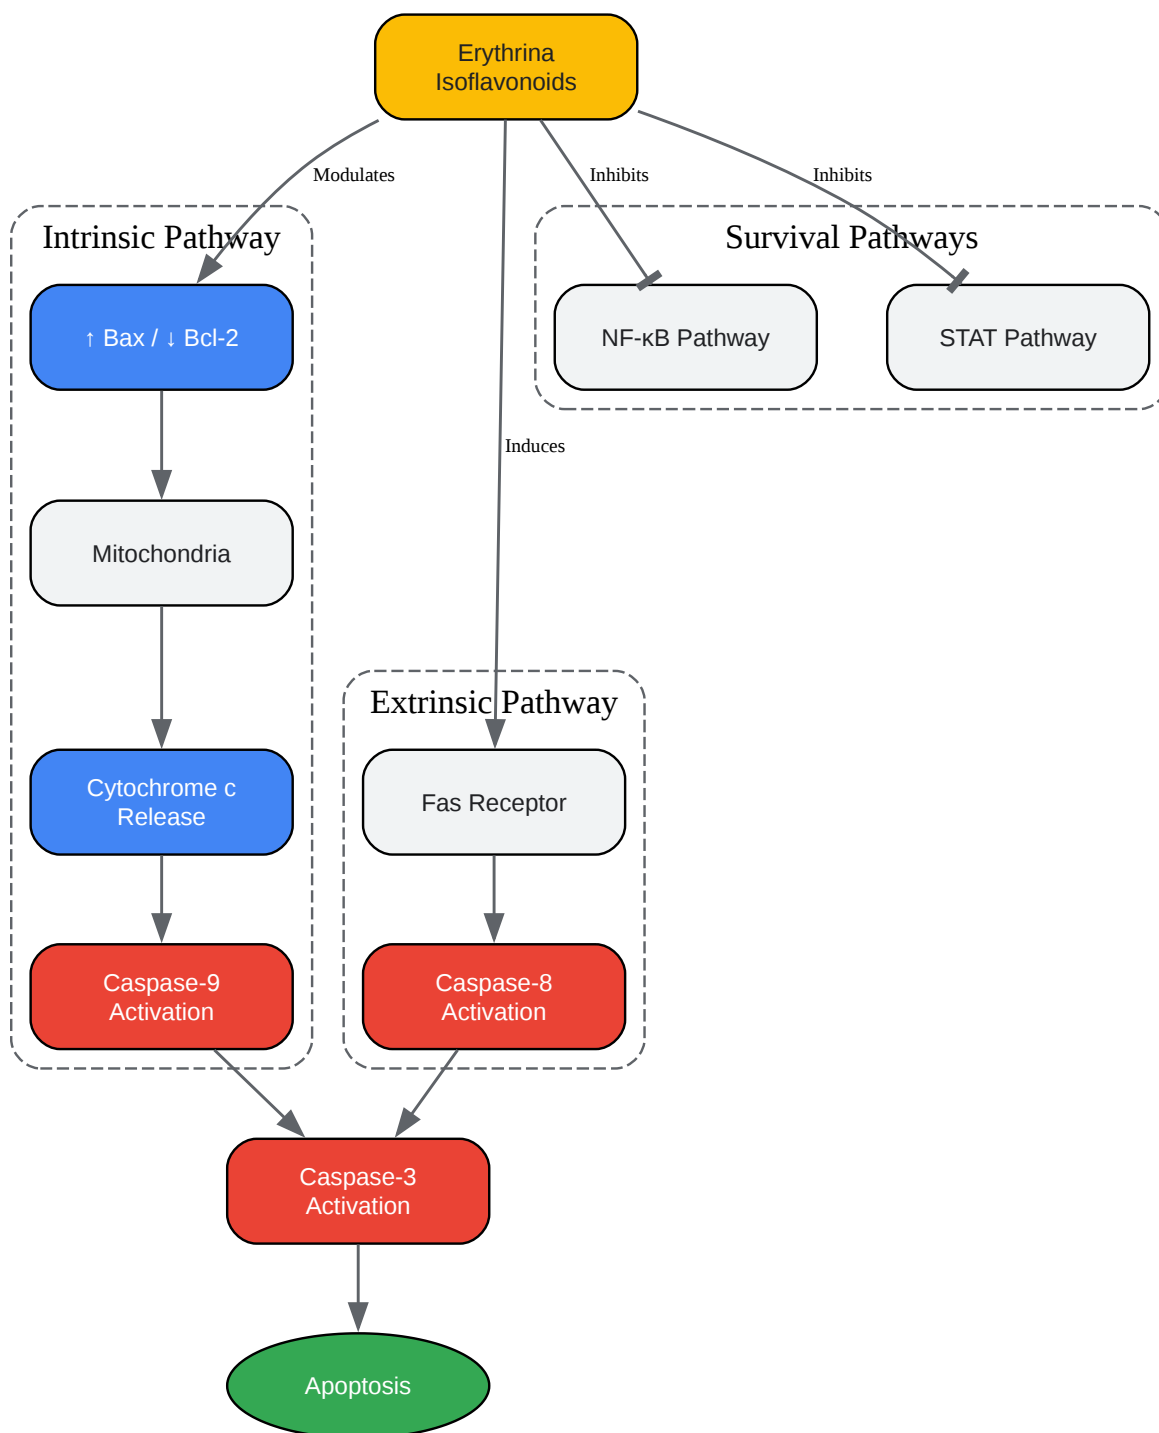 Erythrina
Isoflavonoids
Modulates
Inhibits
Inhibits
Intrinsic Pathway
Survival Pathways
↑ Bax / ↓ Bcl-2
NF-κB Pathway
STAT Pathway
Induces
Mitochondria
Extrinsic Pathway
Cytochrome c
Release
Fas Receptor
Caspase-9
Activation
Caspase-8
Activation
Caspase-3
Activation
Apoptosis